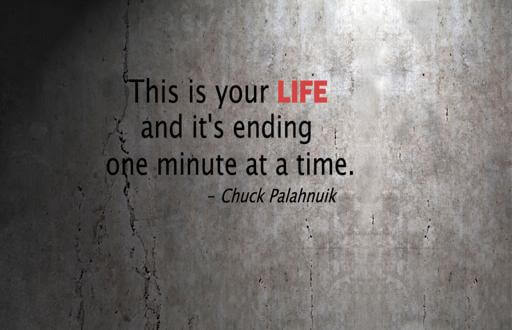 This is your LIFE
and it's ending
one minute at a time.
– Chuck Palahnuik